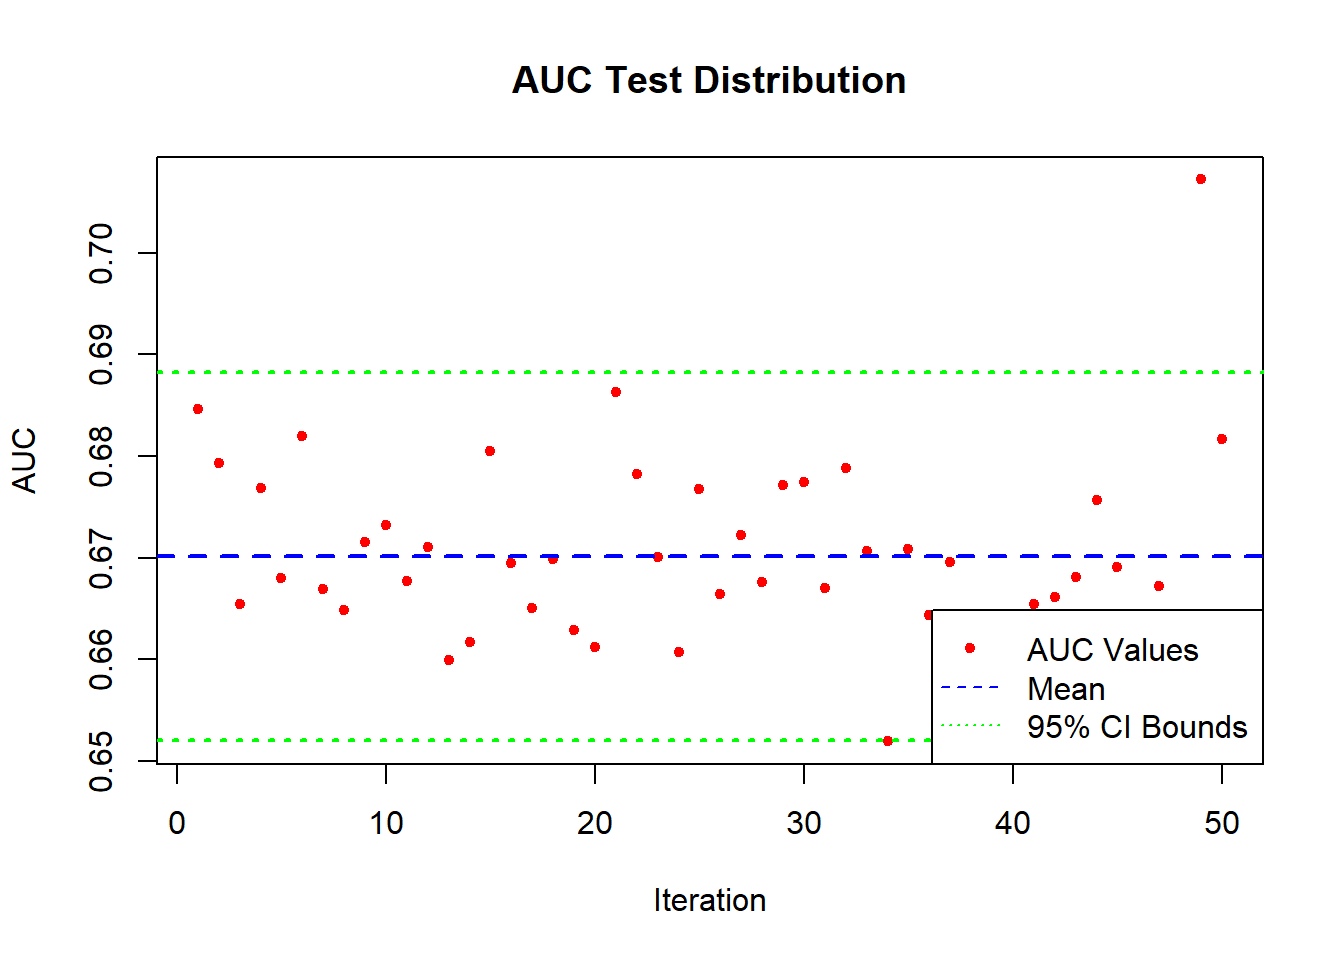 AUC Test Distribution
AUC
0.70
0.69
0.68
0.67
0.66
0.65
AUC Values
Mean
95% CI Bounds
0 10 20 30 40 50
Iteration